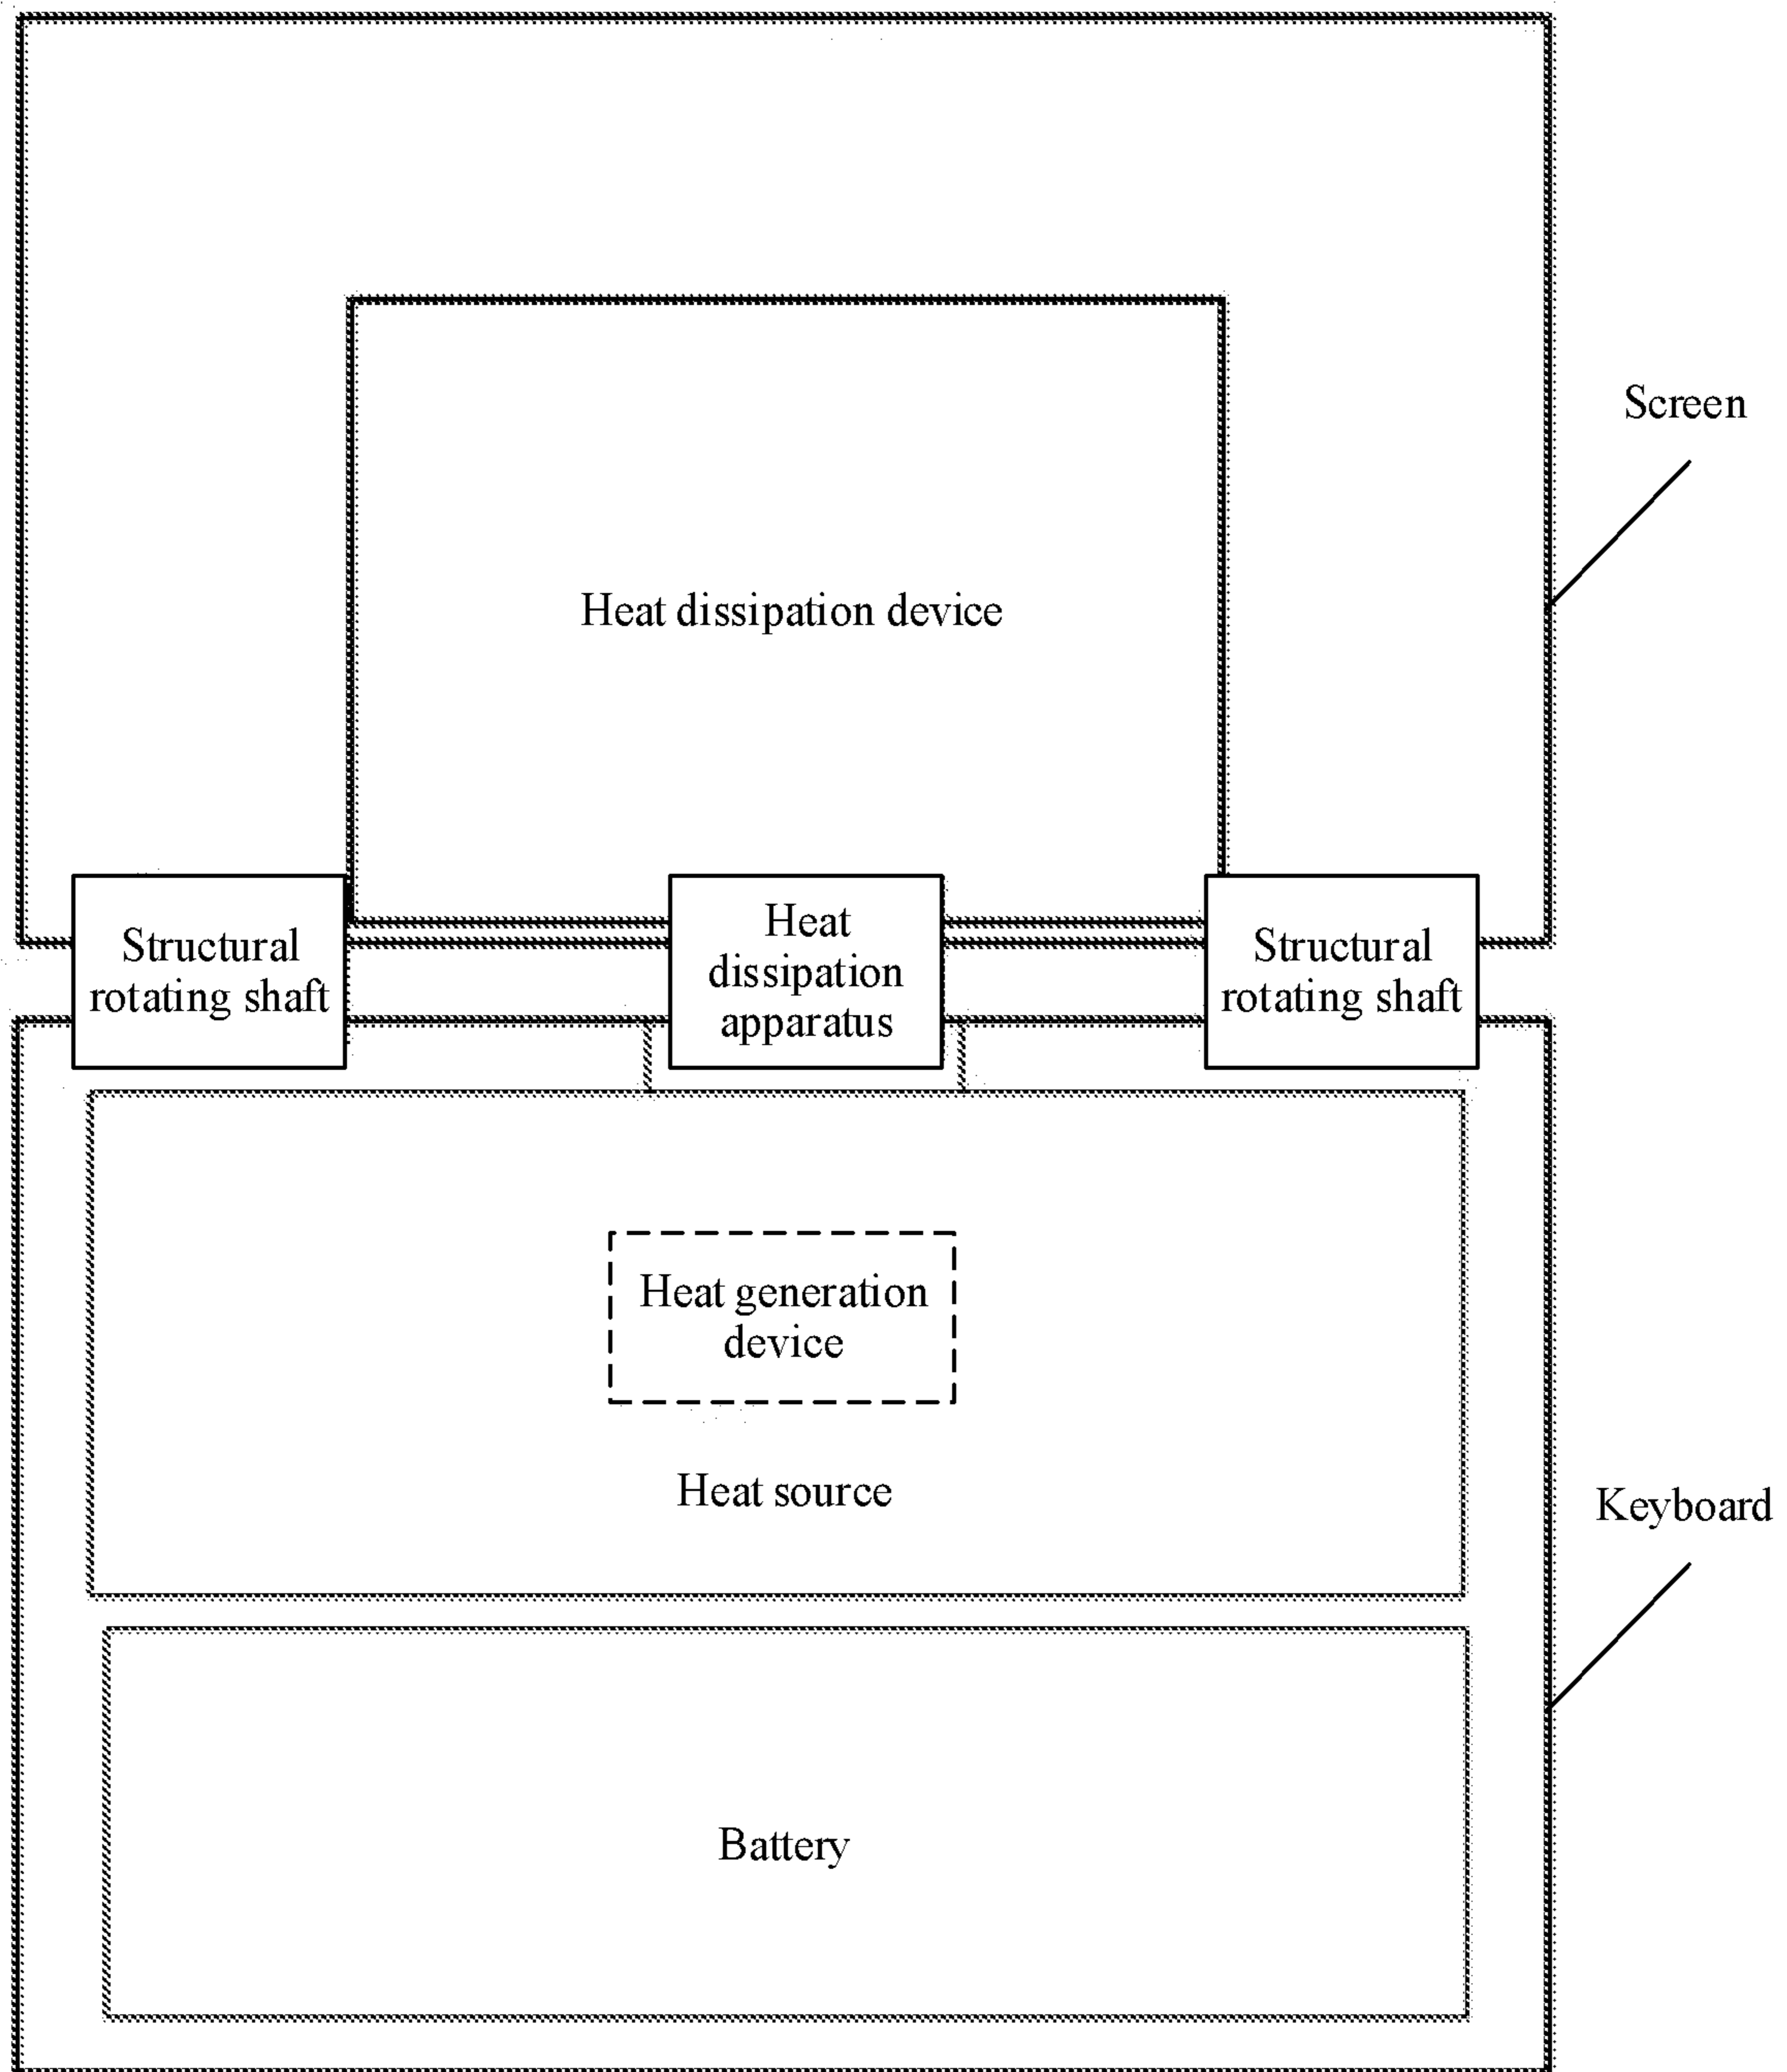 Screen
Heat dissipation device
Structural
rotating shaft
Heat
dissipation
apparatus
Structural
rotating shaft
Heat generation
device
Heat source
Keyboard
Battery